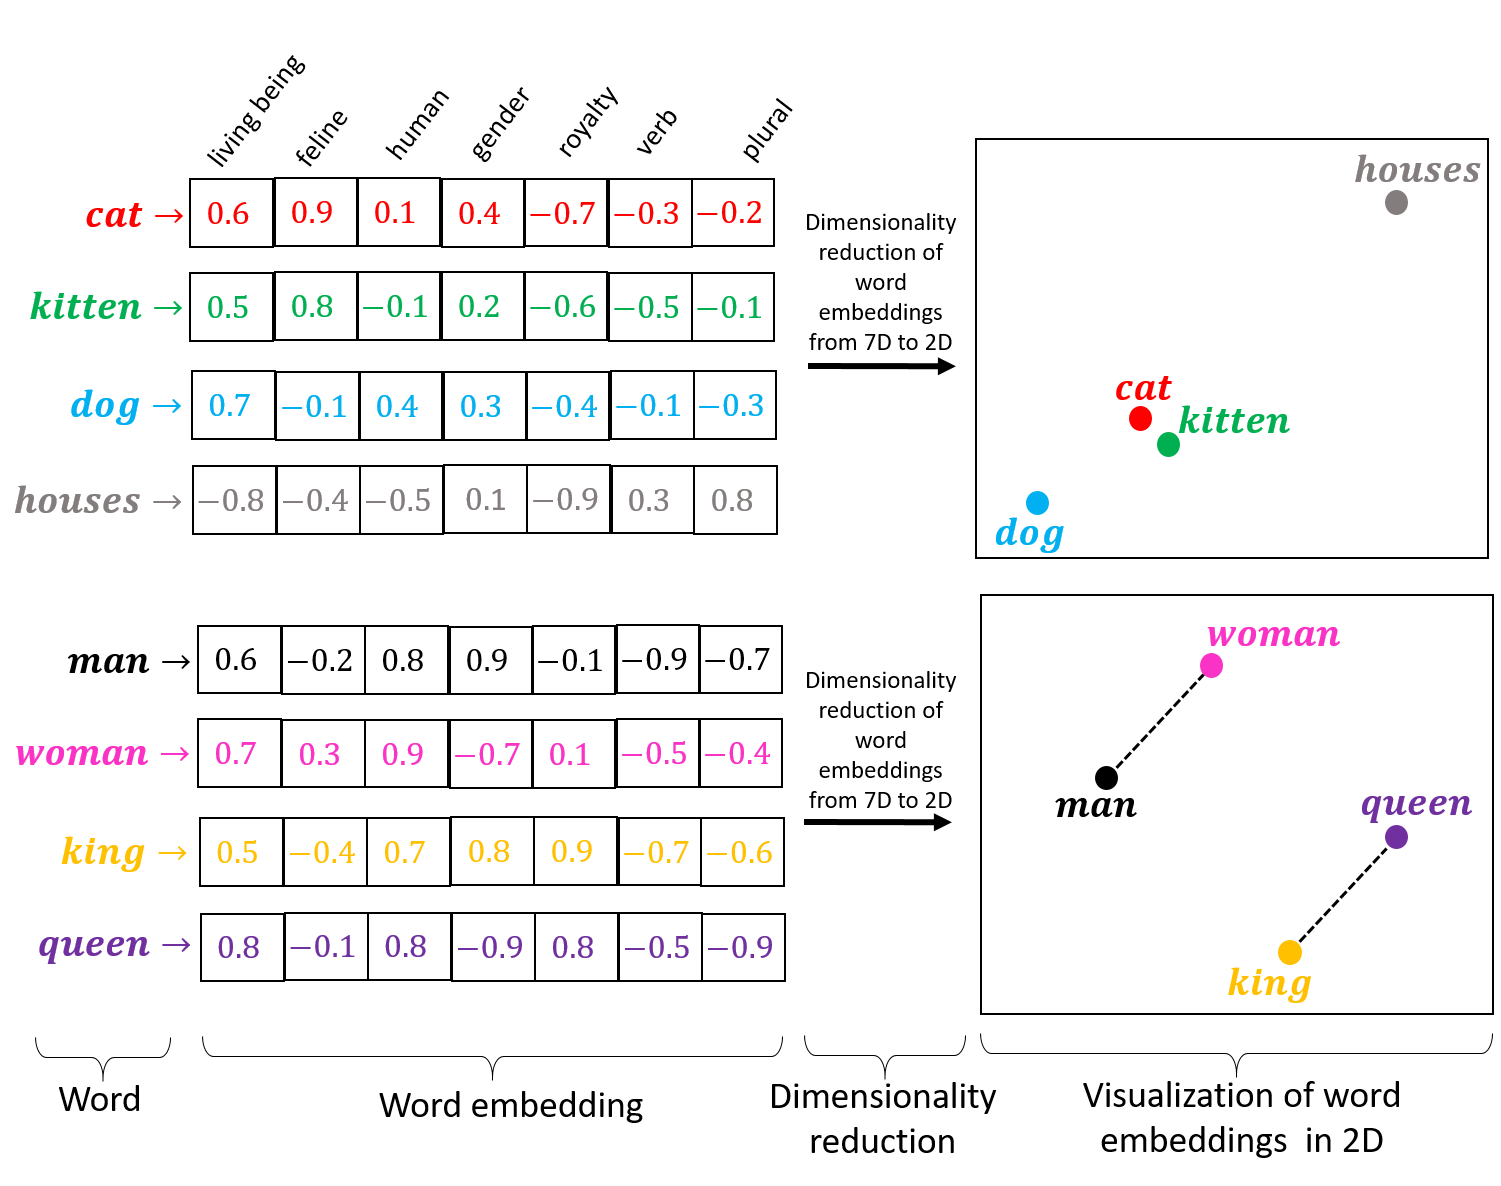 living being feline human gender royalty verb plural
cat → 0.6 0.9 0.1 0.4 −0.7 −0.3 −0.2
kitten → 0.5 0.8 −0.1 0.2 −0.6 −0.5 −0.1
dog → 0.7 −0.1 0.4 0.3 −0.4 −0.1 −0.3
houses → −0.8 −0.4 −0.5 0.1 −0.9 0.3 0.8
Dimensionality
reduction of
word
embeddings
from 7D to 2D
houses
cat
kitten
dog
man → 0.6 −0.2 0.8 0.9 −0.1 −0.9 −0.7
woman → 0.7 0.3 0.9 −0.7 0.1 −0.5 −0.4
king → 0.5 −0.4 0.7 0.8 0.9 −0.7 −0.6
queen → 0.8 −0.1 0.8 −0.9 0.8 −0.5 −0.9
Dimensionality
reduction of
word
embeddings
from 7D to 2D
woman
man
queen
king
Word
Word embedding
Dimensionality
reduction
Visualization of word
embeddings in 2D